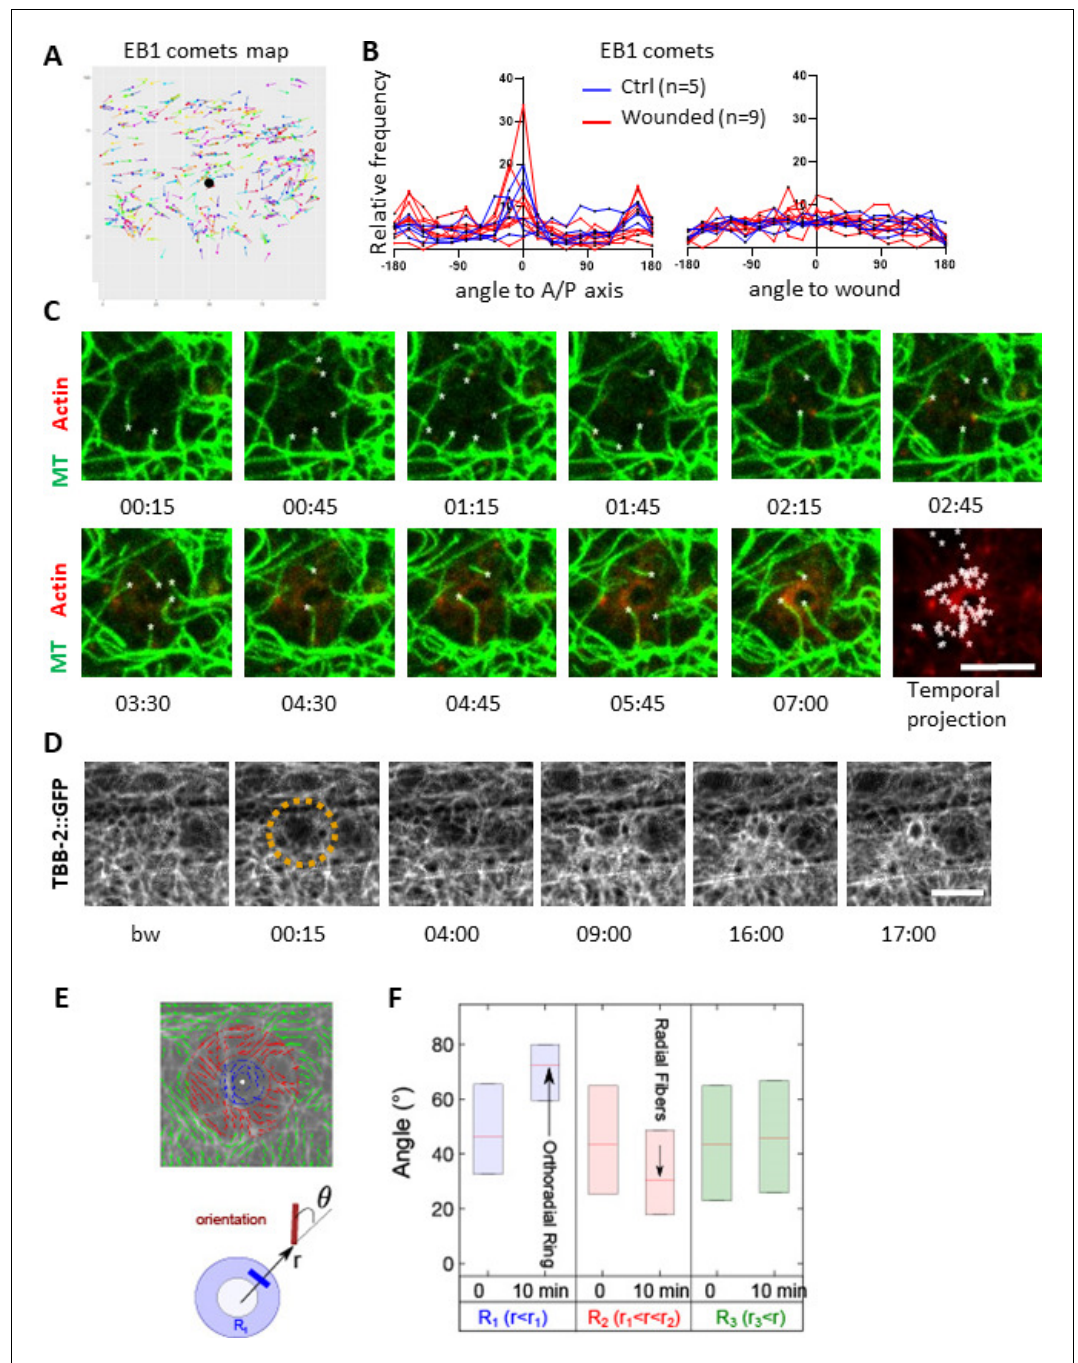 A
EB1 comets map
B
EB1 comets
Ctrl (n=5)
Wounded (n=9)
Relative frequency
40
30
20
10
-180
-90
0
90
180
angle to A/P axis
40
30
20
10
-180
-90
0
90
180
angle to wound
C
MT Actin
00:15
00:45
01:15
01:45
02:15
02:45
MT Actin
03:30
04:30
04:45
05:45
07:00
Temporal
projection
D
TBB-2::GFP
bw
00:15
04:00
09:00
16:00
17:00
E
orientation
θ
r
R1
F
Angle (°)
80
60
40
20
0
Orthoradial Ring
Radial Fibers
0
10 min
0
10 min
0
10 min
R1 (r<r1)
R2 (r1<r<r2)
R3 (r3<r)